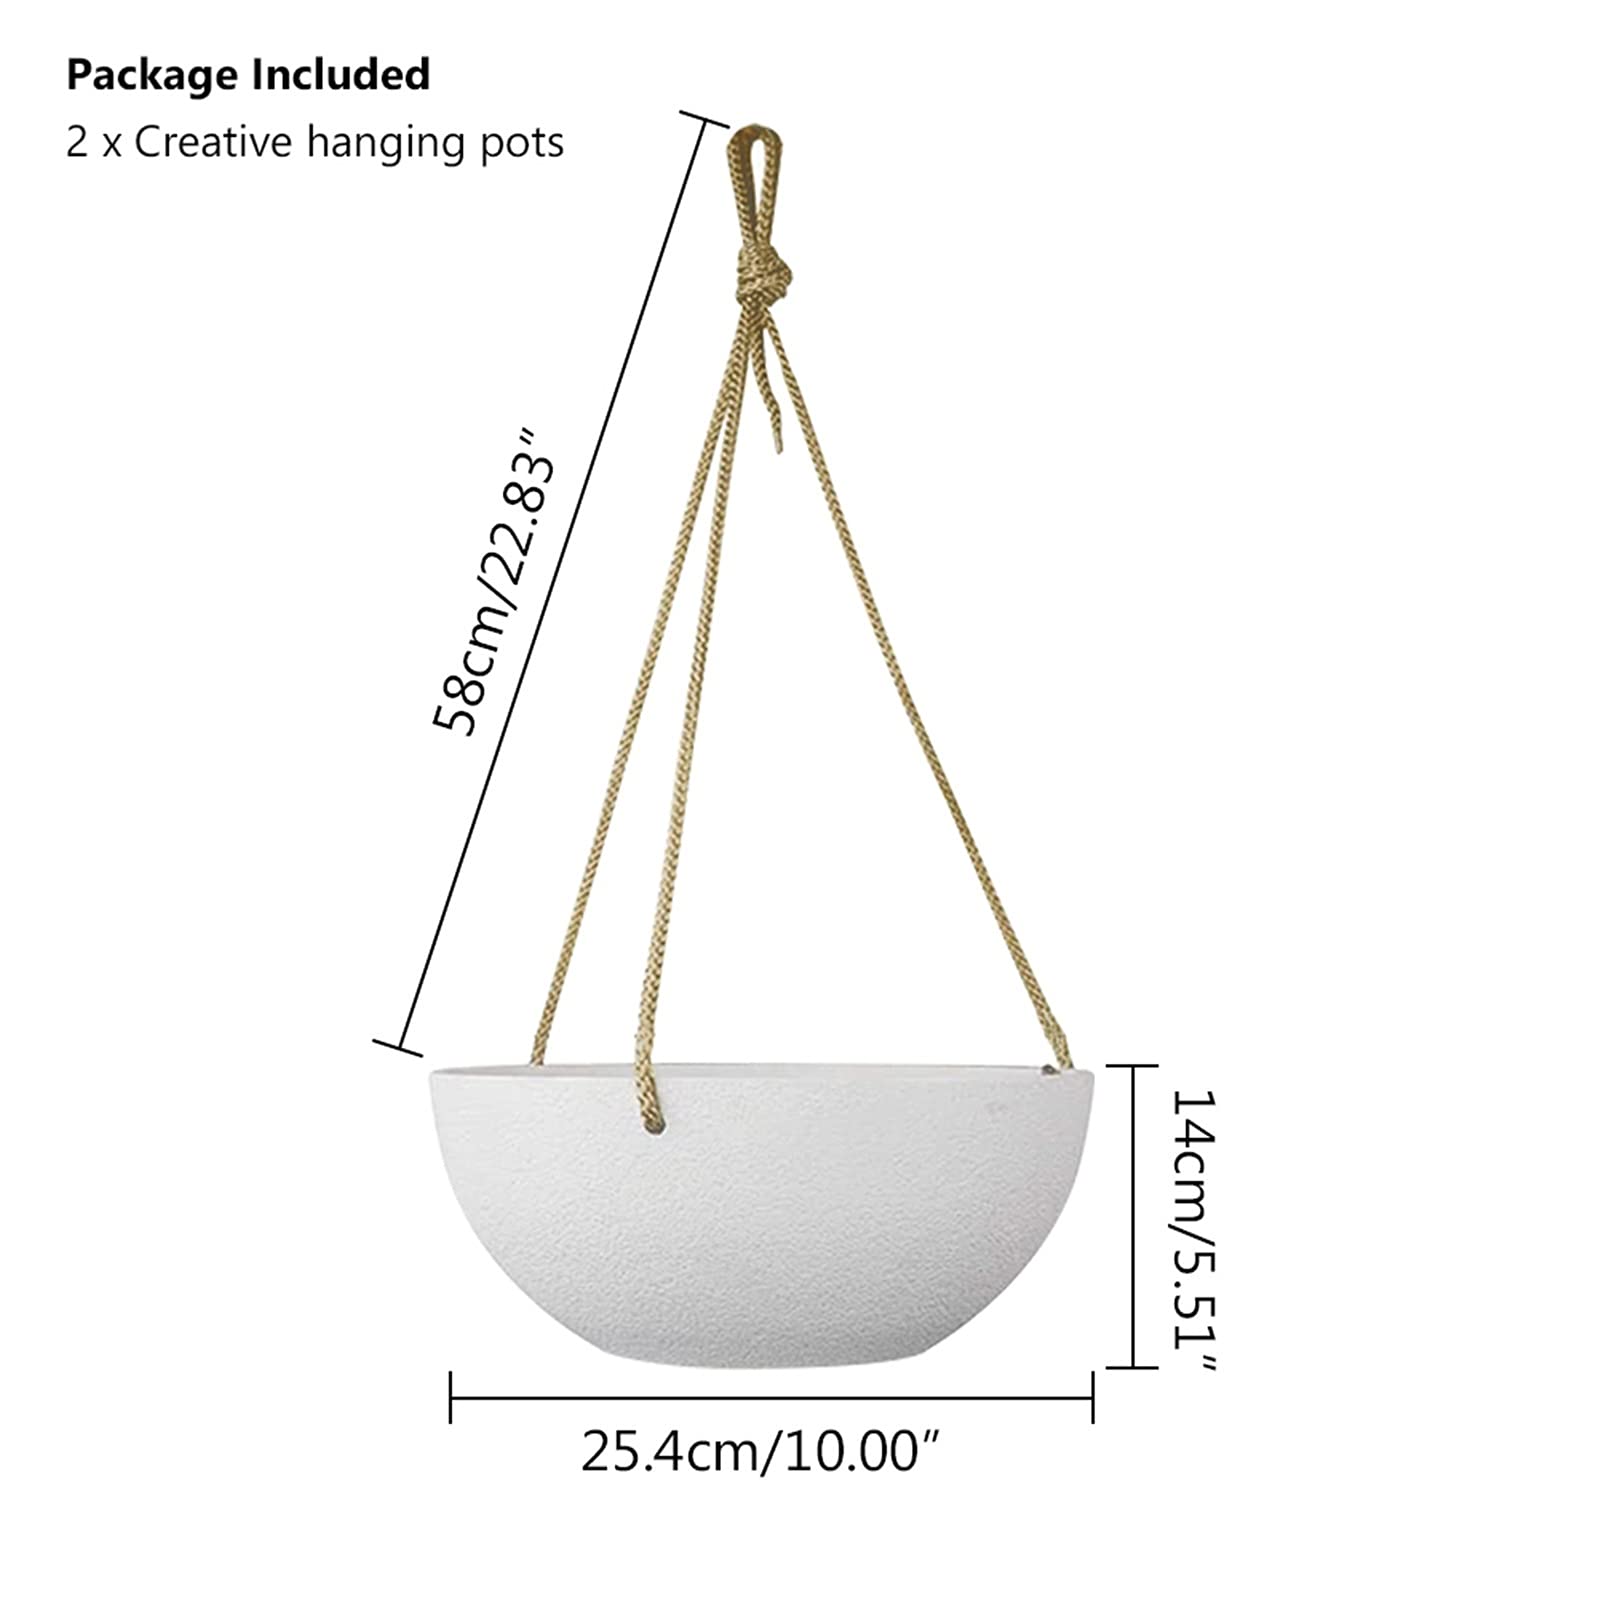 Package Included
2 x Creative hanging pots
58cm/22.83"
14cm/5.51"
25.4cm/10.00"